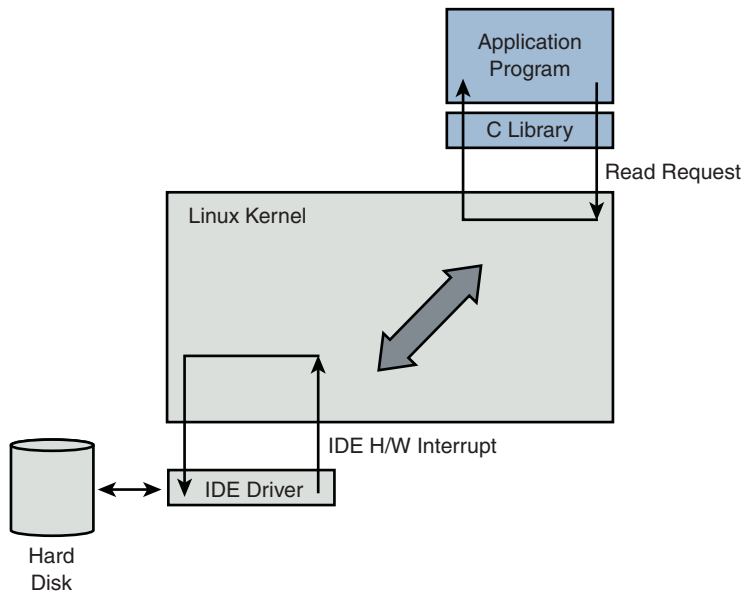 Application
Program
C Library
Read Request
Linux Kernel
IDE H/W Interrupt
IDE Driver
Hard
Disk